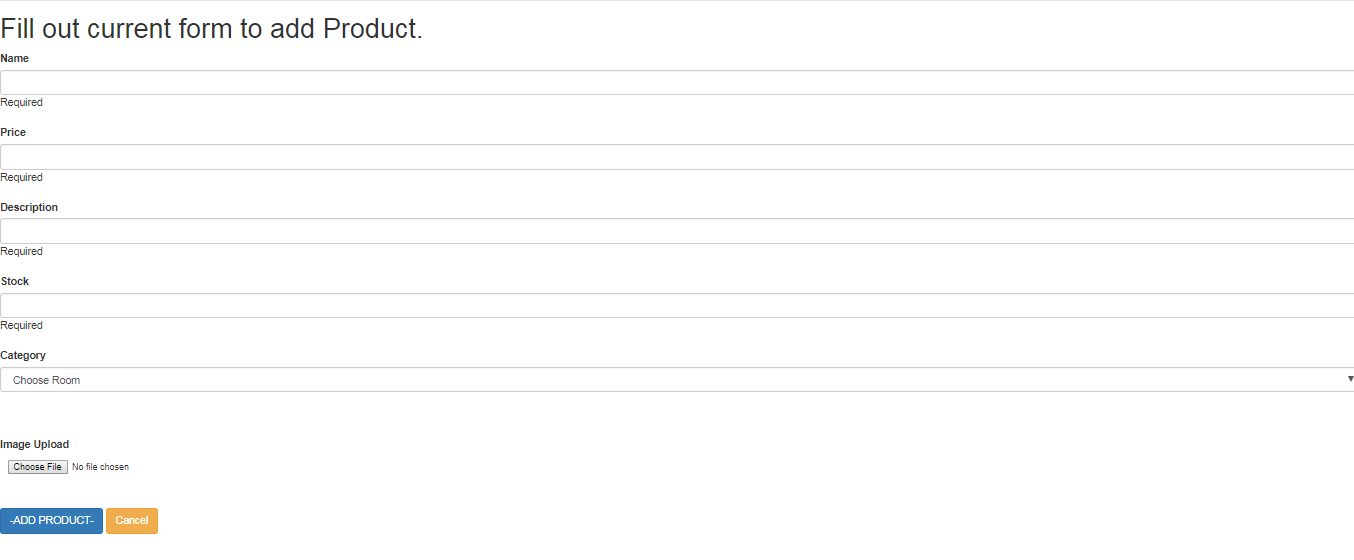 Fill out current form to add Product.
Name
Required
Price
Required
Description
Required
Stock
Required
Category
Choose Room
Image Upload
Choose File No file chosen
-ADD PRODUCT- Cancel